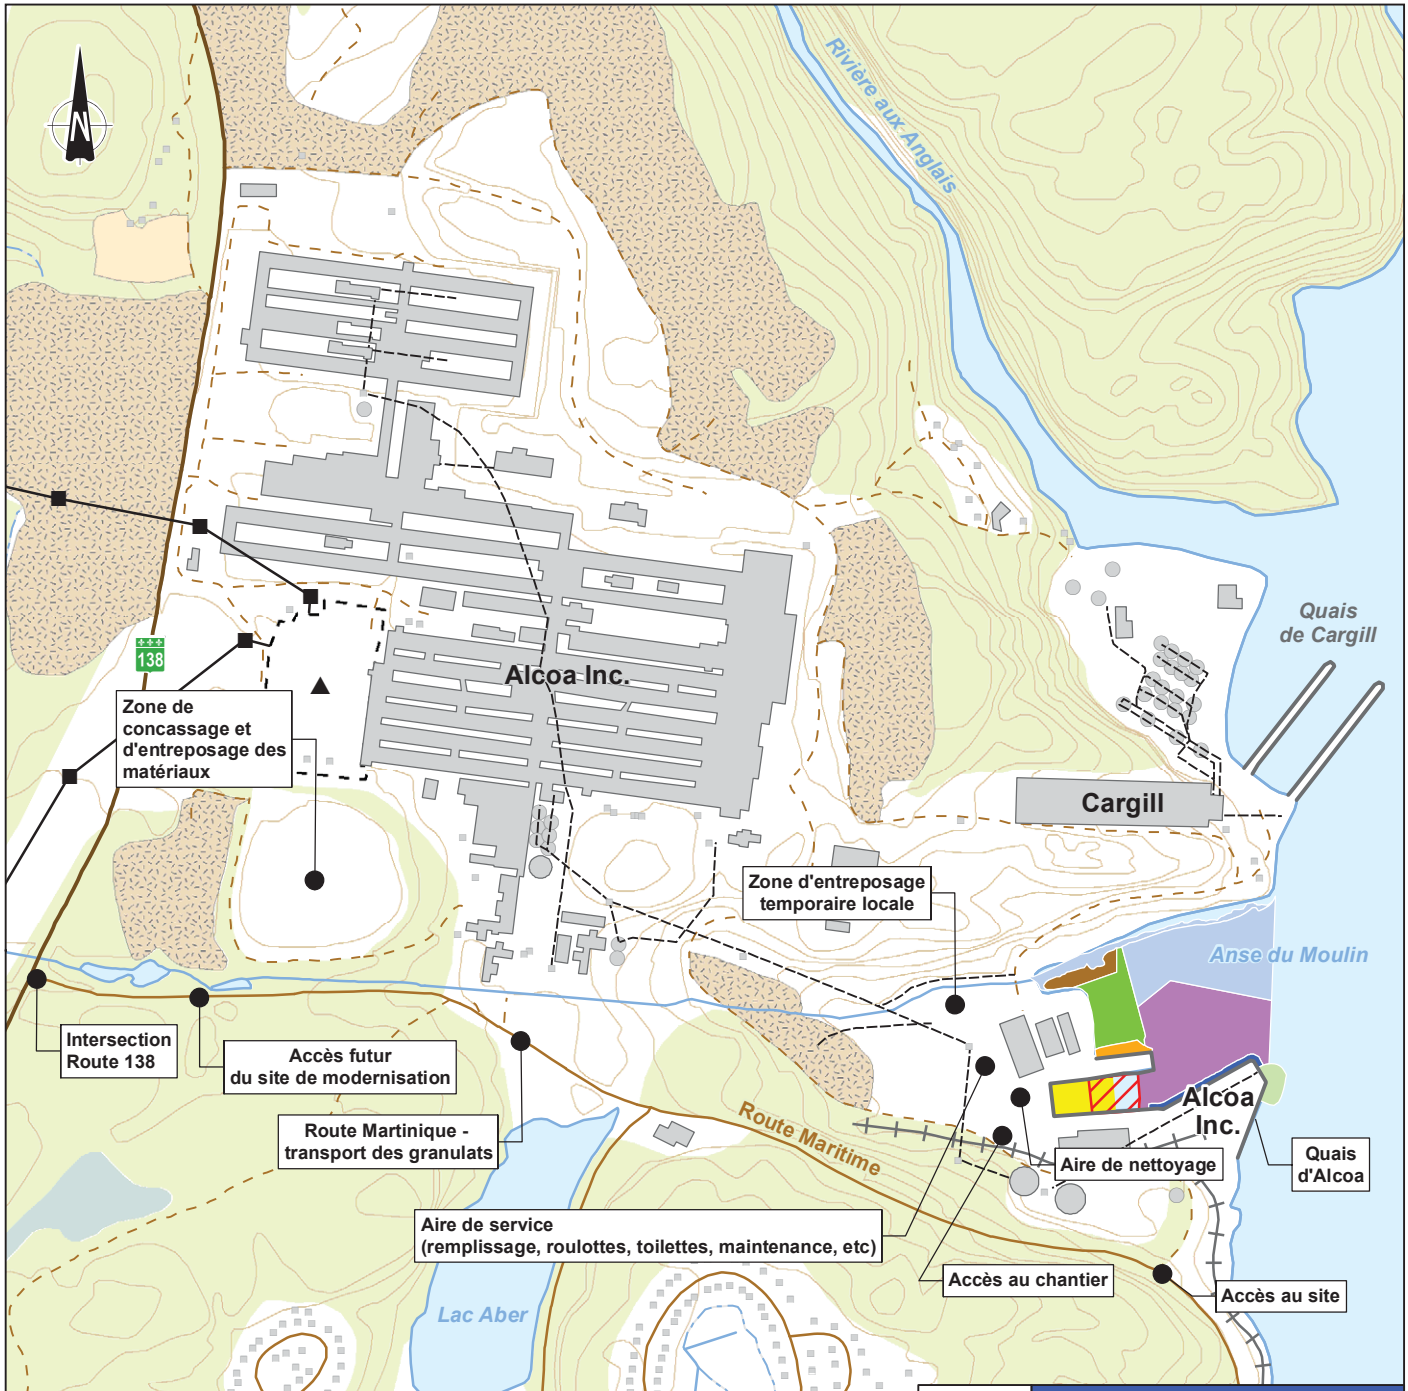 N
Rivière aux Anglais
138
Quais
de Cargill
Alcoa Inc.
Zone de
concassage et
d'entreposage des
matériaux
Cargill
Zone d'entreposage
temporaire locale
Anse du Moulin
Intersection
Route 138
Accès futur
du site de modernisation
Route Martinique -
transport des granulats
Route Maritime
Alcoa
Inc.
Aire de nettoyage
Quais
d'Alcoa
Aire de service
(remplissage, roulottes, toilettes, maintenance, etc)
Accès au chantier
Accès au site
Lac Aber